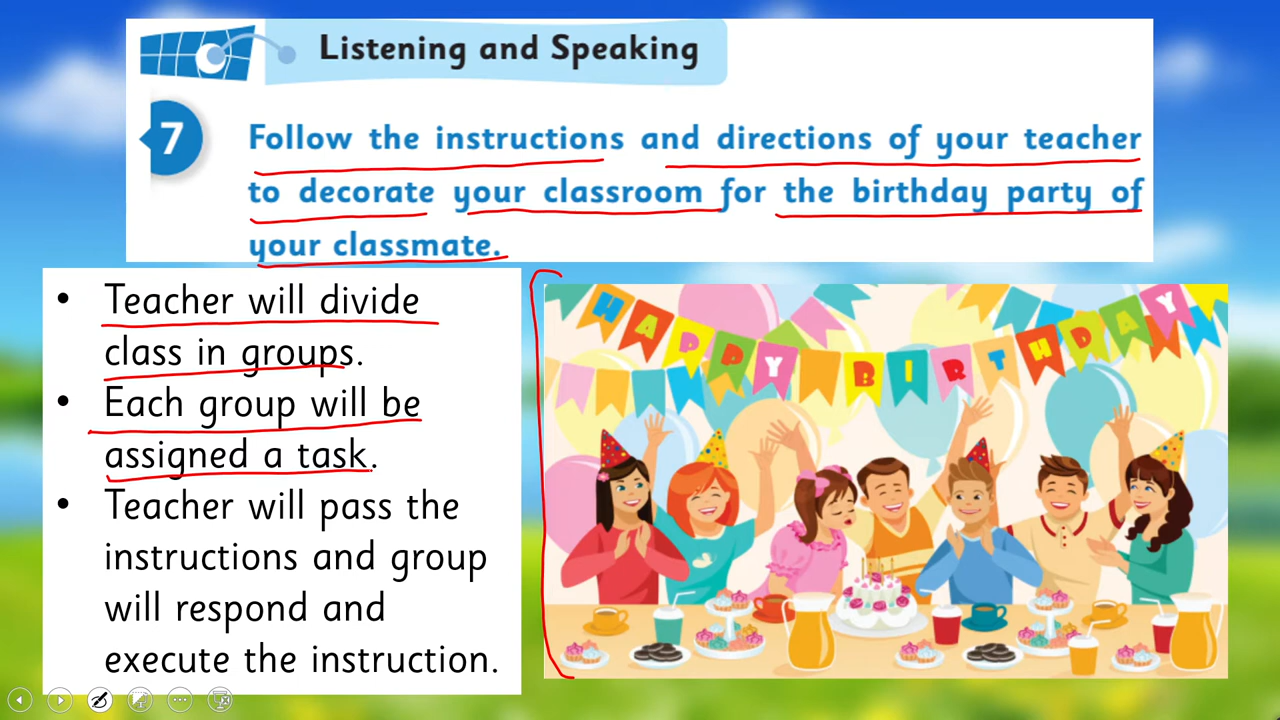 Listening and Speaking
7
Follow the instructions and directions of your teacher
to decorate your classroom for the birthday party of
your classmate.
• Teacher will divide
class in groups.
• Each group will be
assigned a task.
• Teacher will pass the
instructions and group
will respond and
execute the instruction.
HAPPY BIRTHDAY